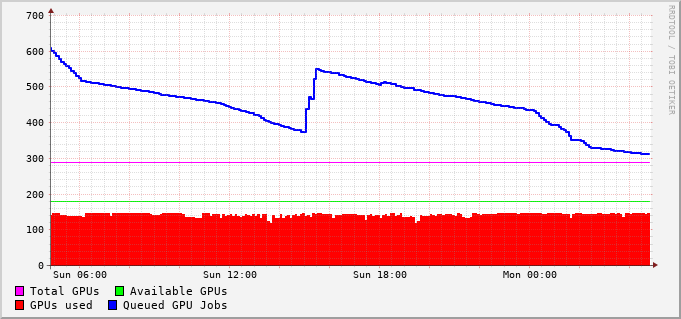 700
600
500
400
300
200
100
0
Sun 06:00 Sun 12:00 Sun 18:00 Mon 00:00
Total GPUs Available GPUs
GPUs used Queued GPU Jobs
RRDTOOL / TOBI OETIKER